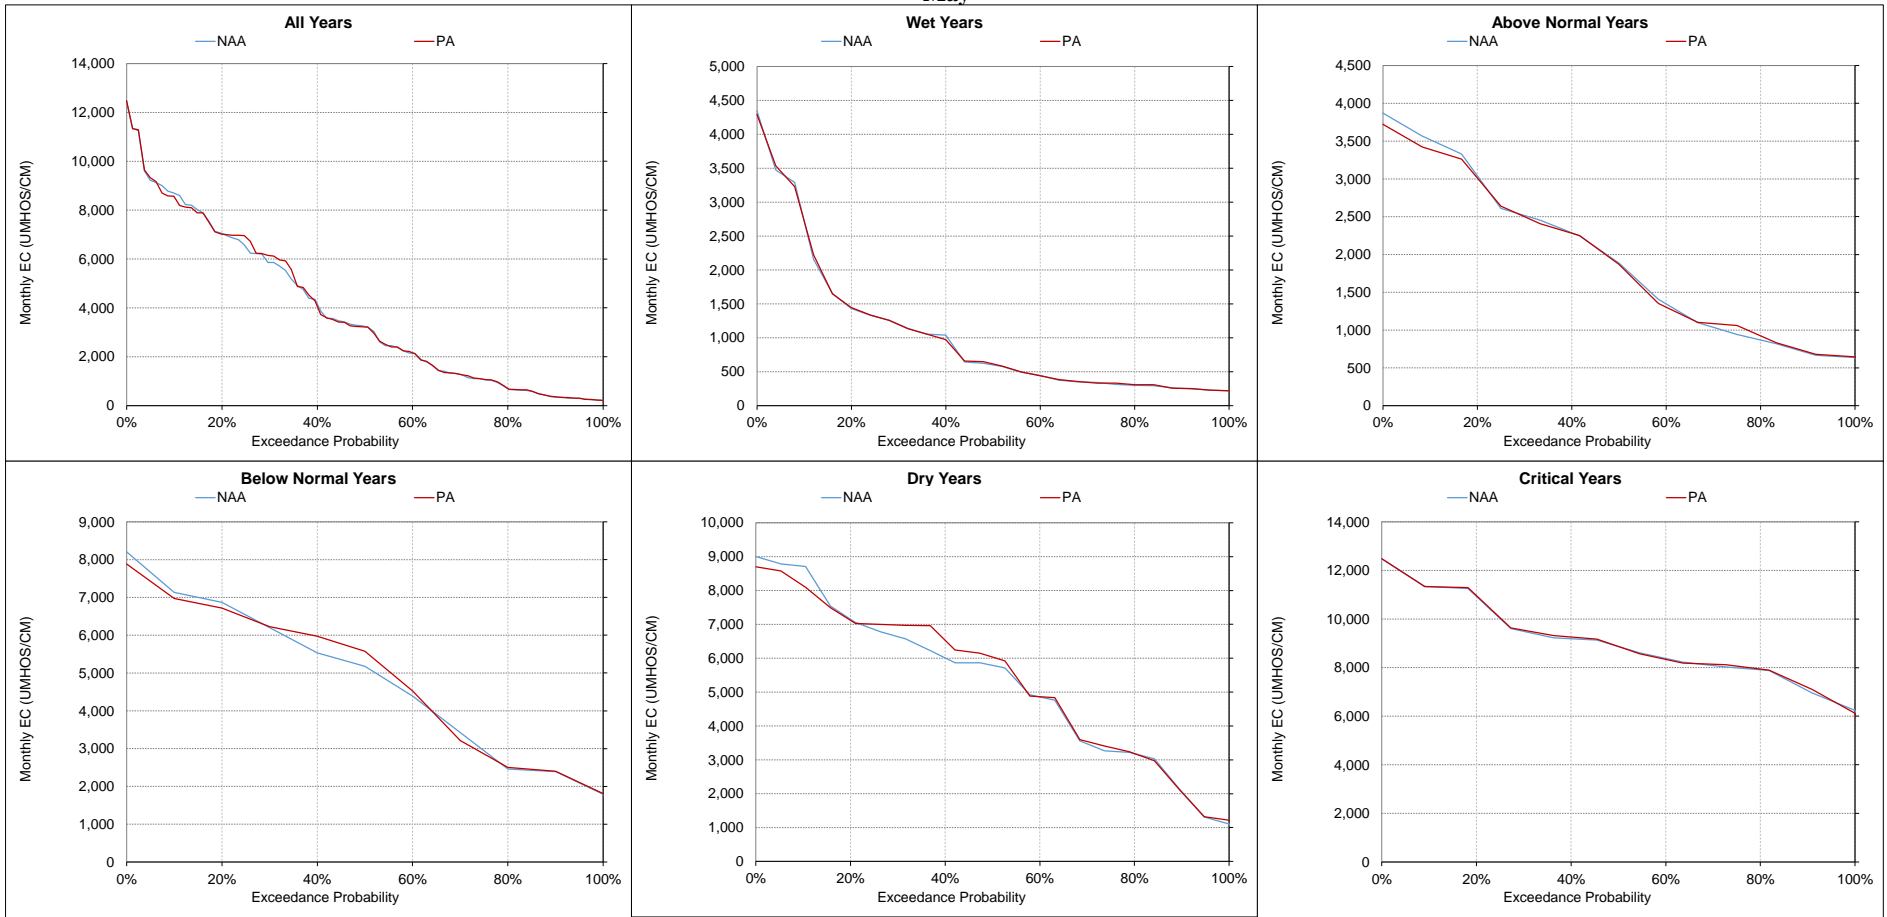 May
All Years
NAA PA
Monthly EC (UMHOS/CM)
14,000
12,000
10,000
8,000
6,000
4,000
2,000
0
0% 20% 40% 60% 80% 100%
Exceedance Probability
Wet Years
NAA PA
Monthly EC (UMHOS/CM)
5,000
4,500
4,000
3,500
3,000
2,500
2,000
1,500
1,000
500
0
0% 20% 40% 60% 80% 100%
Exceedance Probability
Above Normal Years
NAA PA
Monthly EC (UMHOS/CM)
4,500
4,000
3,500
3,000
2,500
2,000
1,500
1,000
500
0
0% 20% 40% 60% 80% 100%
Exceedance Probability
Below Normal Years
NAA PA
Monthly EC (UMHOS/CM)
9,000
8,000
7,000
6,000
5,000
4,000
3,000
2,000
1,000
0
0% 20% 40% 60% 80% 100%
Exceedance Probability
Dry Years
NAA PA
Monthly EC (UMHOS/CM)
10,000
9,000
8,000
7,000
6,000
5,000
4,000
3,000
2,000
1,000
0
0% 20% 40% 60% 80% 100%
Exceedance Probability
Critical Years
NAA PA
Monthly EC (UMHOS/CM)
14,000
12,000
10,000
8,000
6,000
4,000
2,000
0
0% 20% 40% 60% 80% 100%
Exceedance Probability